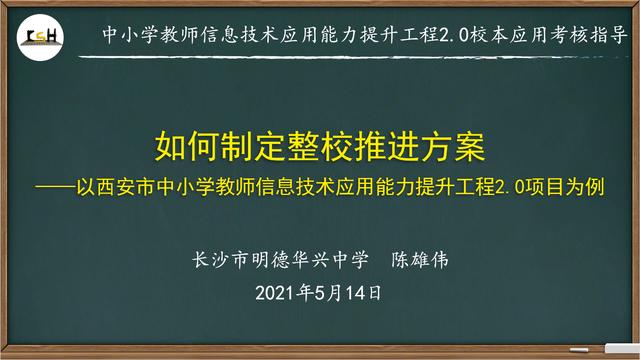 中小学教师信息技术应用能力提升工程2.0校本应用考核指导
如何制定整校推进方案
——以西安市中小学教师信息技术应用能力提升工程2.0项目为例
长沙市明德华兴中学 陈雄伟
2021年5月14日